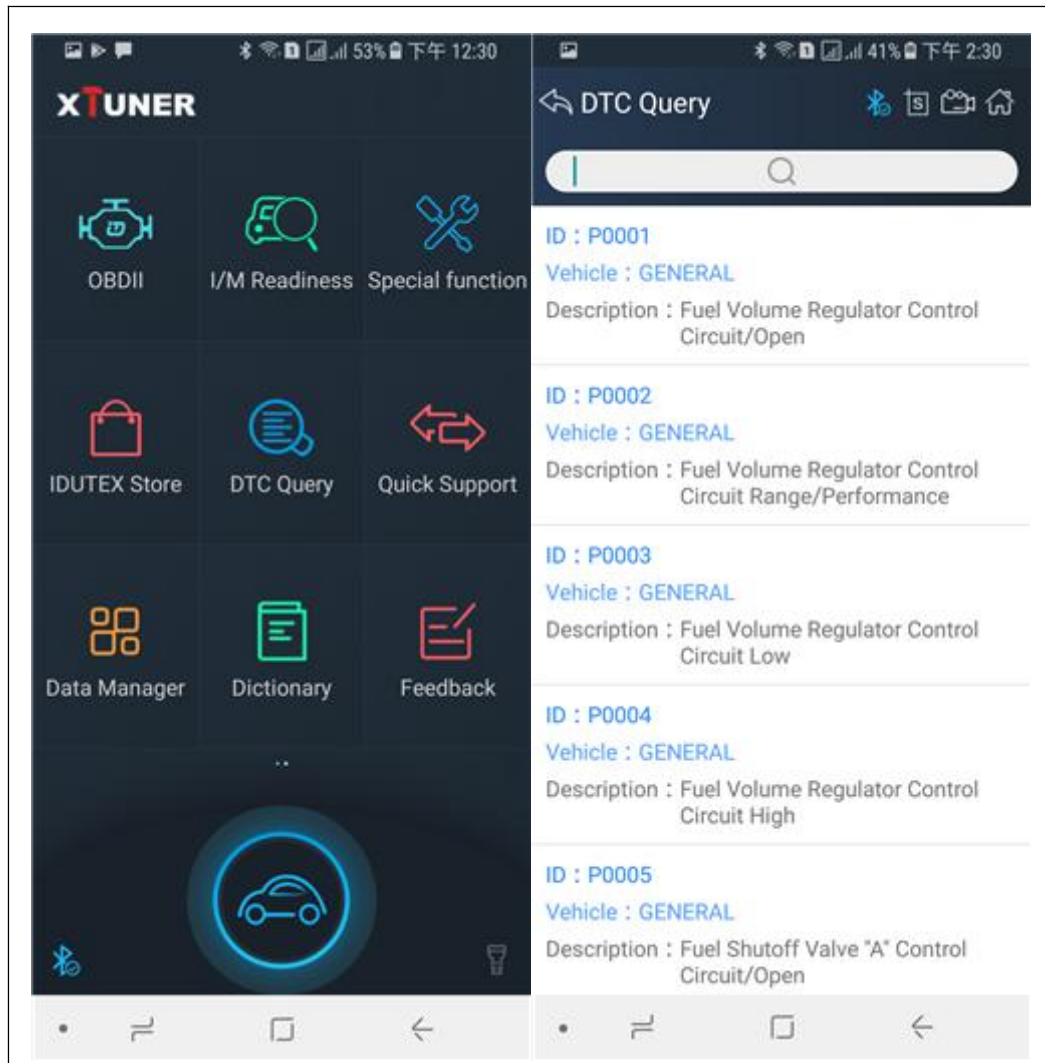 53% 下午 12:30
XTUNER
OBDII
I/M Readiness
Special function
IDUTEX Store
DTC Query
Quick Support
Data Manager
Dictionary
Feedback
41% 下午 2:30
DTC Query
ID : P0001
Vehicle : GENERAL
Description : Fuel Volume Regulator Control
Circuit/Open
ID : P0002
Vehicle : GENERAL
Description : Fuel Volume Regulator Control
Circuit Range/Performance
ID : P0003
Vehicle : GENERAL
Description : Fuel Volume Regulator Control
Circuit Low
ID : P0004
Vehicle : GENERAL
Description : Fuel Volume Regulator Control
Circuit High
ID : P0005
Vehicle : GENERAL
Description : Fuel Shutoff Valve "A" Control
Circuit/Open